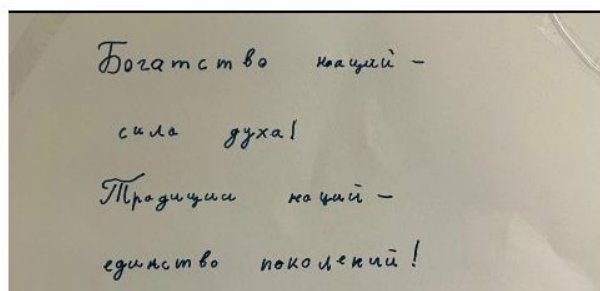 Богатство наций –
сила духа!
Традиции наций –
единство поколений!